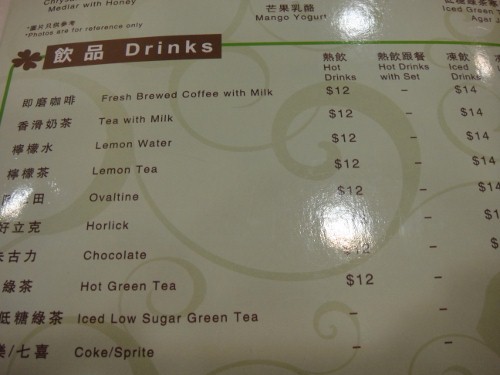 Mediar with Honey
*圖片只供參考
*Photos are for reference only
芒果乳酪
Mango Yogurt
Iced Green
飲品 Drinks
熱飲 熱飲跟餐 凍飲
Hot Hot Drinks Iced
Drinks with Set Drinks
即磨咖啡 Fresh Brewed Coffee with Milk $12 – $14
香滑奶茶 Tea with Milk $12 – $14
檸檬水 Lemon Water $12 – $14
檸檬茶 Lemon Tea $12 – $14
田 Ovaltine $12 –
好立克 Horlick –
古力 Chocolate –
綠茶 Hot Green Tea $12 –
低糖綠茶 Iced Low Sugar Green Tea – –
/七喜 Coke/Sprite – –